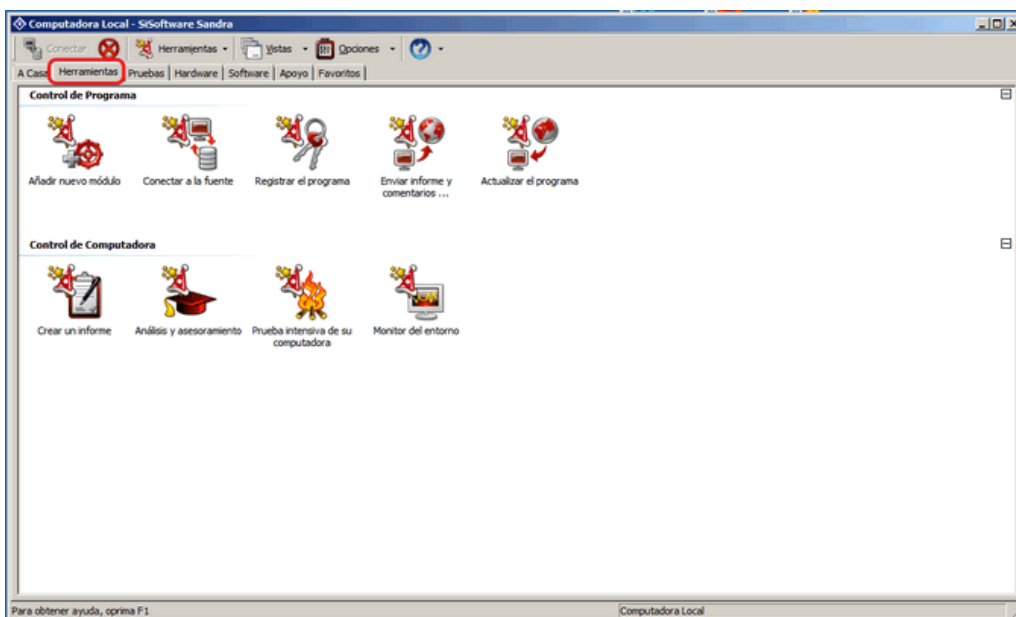 Computadora Local - SiSoftware Sandra
Conectar Herramientas Vistas Opciones
A Casa Herramientas Pruebas Hardware Software Apoyo Favoritos
Control de Programa
Añadir nuevo módulo Conectar a la fuente Registrar el programa Enviar informe y comentarios ... Actualizar el programa
Control de Computadora
Crear un informe Análisis y asesoramiento Prueba intensiva de su computadora Monitor del entorno
Para obtener ayuda, oprima F1 Computadora Local